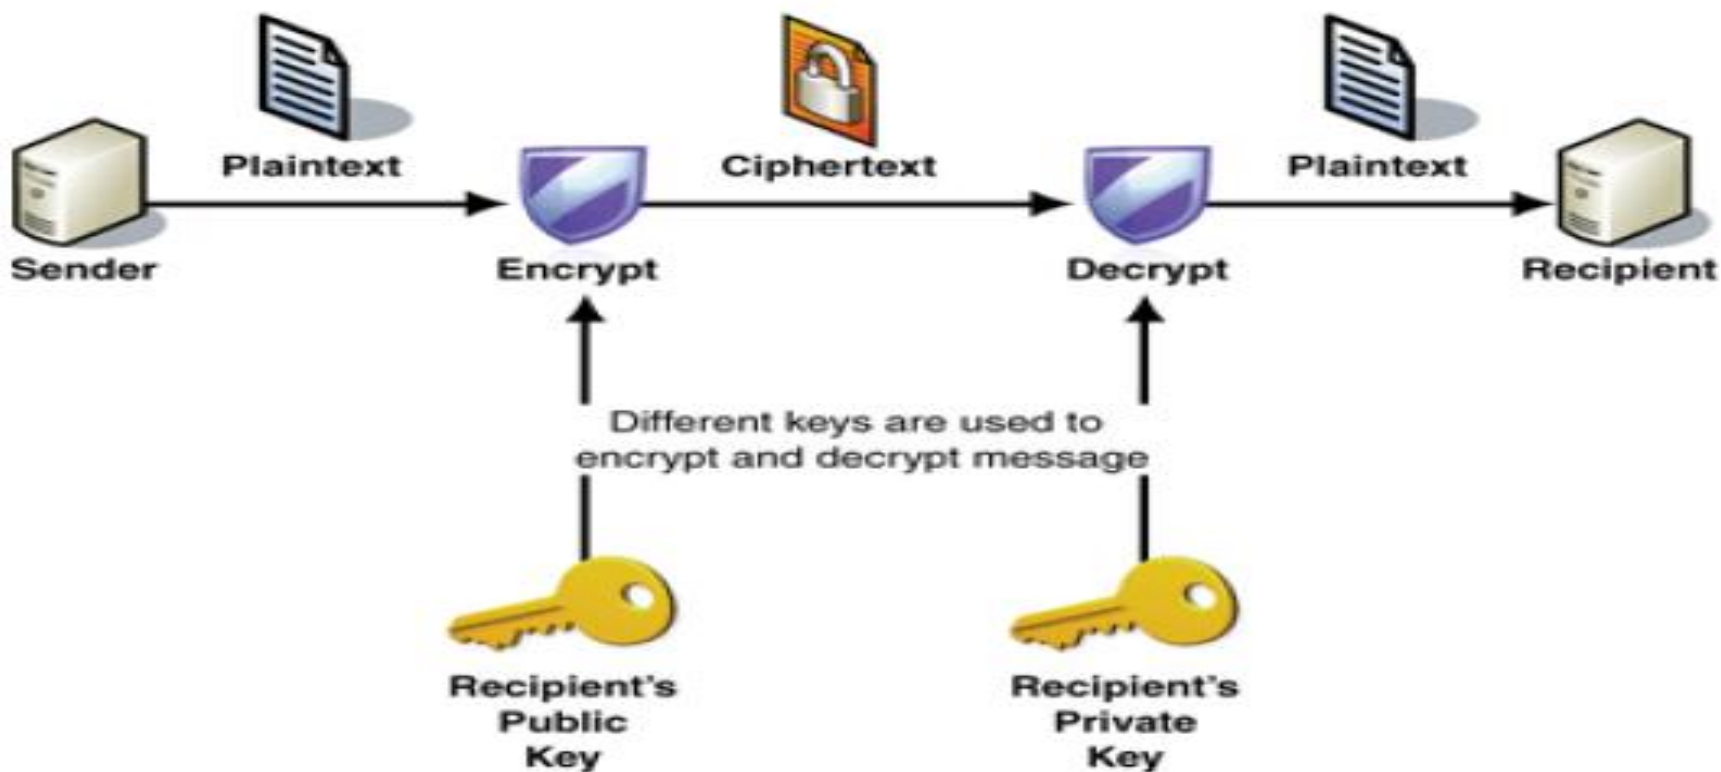 Plaintext
Ciphertext
Plaintext
Sender
Encrypt
Decrypt
Recipient
Different keys are used to
encrypt and decrypt message
Recipient's
Public
Key
Recipient's
Private
Key